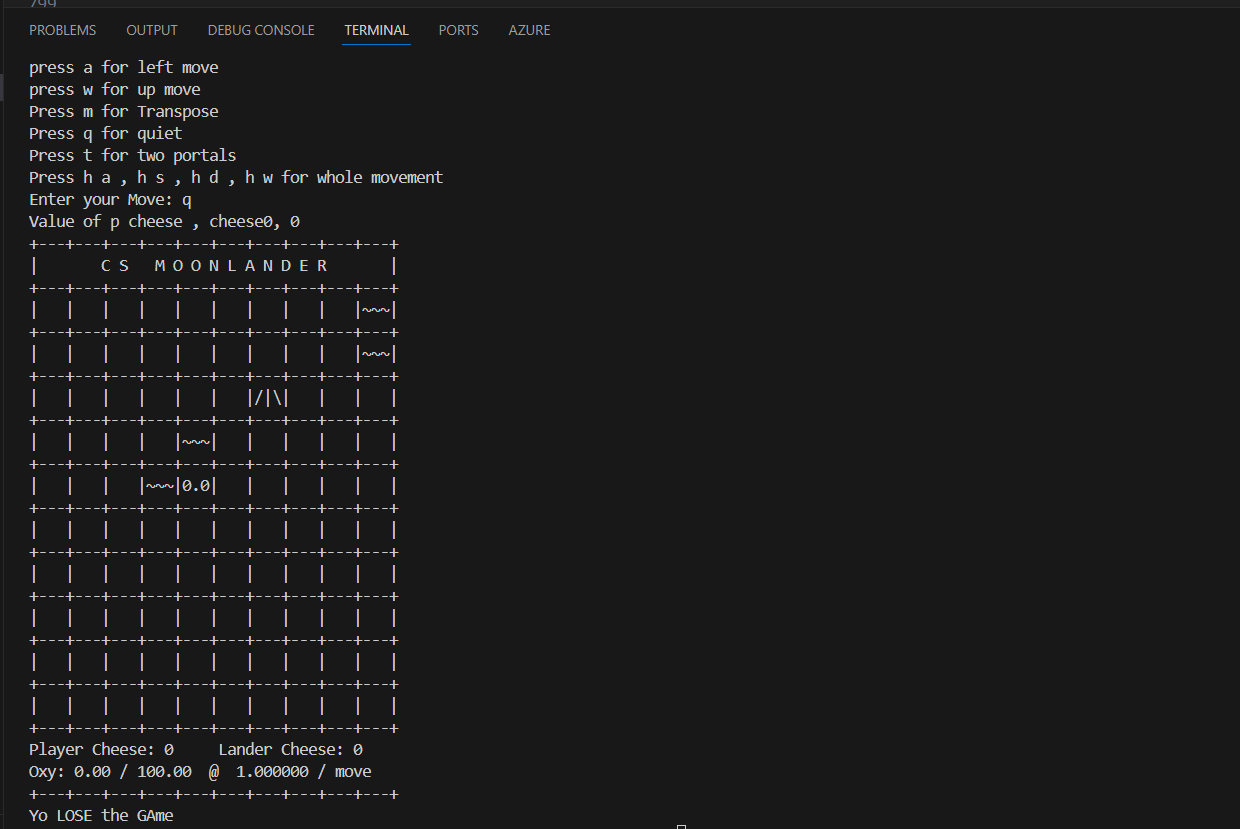 PROBLEMS OUTPUT DEBUG CONSOLE TERMINAL PORTS AZURE
press a for left move
press w for up move
Press m for Transpose
Press q for quiet
Press t for two portals
Press h a , h s , h d , h w for whole movement
Enter your Move: q
Value of p cheese , cheese0, 0
+---+---+---+---+---+---+---+---+---+---+
|       C S   M O O N L A N D E R       |
+---+---+---+---+---+---+---+---+---+---+
|   |   |   |   |   |   |   |   |   |~~~|
+---+---+---+---+---+---+---+---+---+---+
|   |   |   |   |   |   |   |   |   |~~~|
+---+---+---+---+---+---+---+---+---+---+
|   |   |   |   |   |   |/|\|   |   |   |
+---+---+---+---+---+---+---+---+---+---+
|   |   |   |   |~~~|   |   |   |   |   |
+---+---+---+---+---+---+---+---+---+---+
|   |   |   |~~~|0.0|   |   |   |   |   |
+---+---+---+---+---+---+---+---+---+---+
|   |   |   |   |   |   |   |   |   |   |
+---+---+---+---+---+---+---+---+---+---+
|   |   |   |   |   |   |   |   |   |   |
+---+---+---+---+---+---+---+---+---+---+
|   |   |   |   |   |   |   |   |   |   |
+---+---+---+---+---+---+---+---+---+---+
|   |   |   |   |   |   |   |   |   |   |
+---+---+---+---+---+---+---+---+---+---+
|   |   |   |   |   |   |   |   |   |   |
+---+---+---+---+---+---+---+---+---+---+
Player Cheese: 0     Lander Cheese: 0
Oxy: 0.00 / 100.00  @  1.000000 / move
+---+---+---+---+---+---+---+---+---+---+
Yo LOSE the GAme